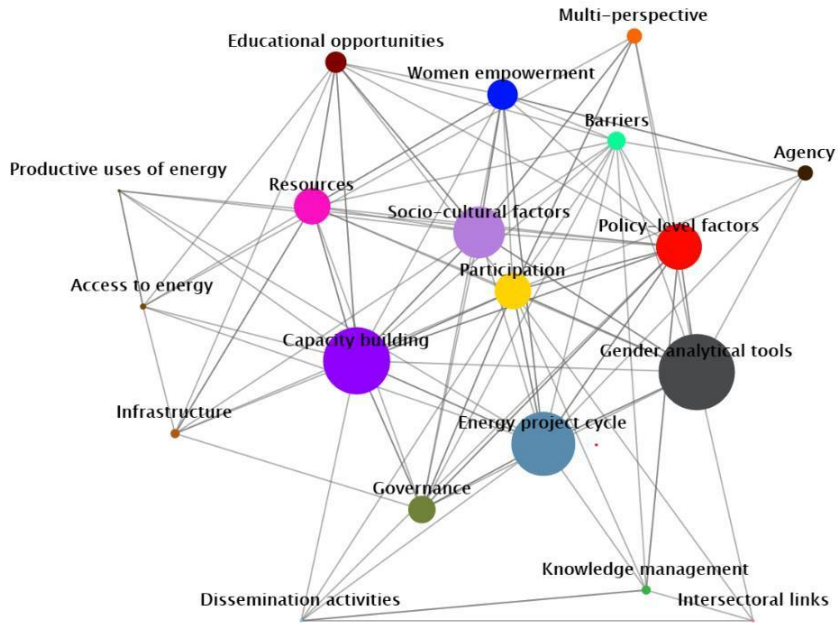 Multi-perspective
Educational opportunities
Women empowerment
Barriers
Agency
Productive uses of energy
Resources
Socio-cultural factors
Policy-level factors
Participation
Access to energy
Capacity building
Gender analytical tools
Infrastructure
Energy project cycle
Governance
Knowledge management
Dissemination activities
Intersectoral links